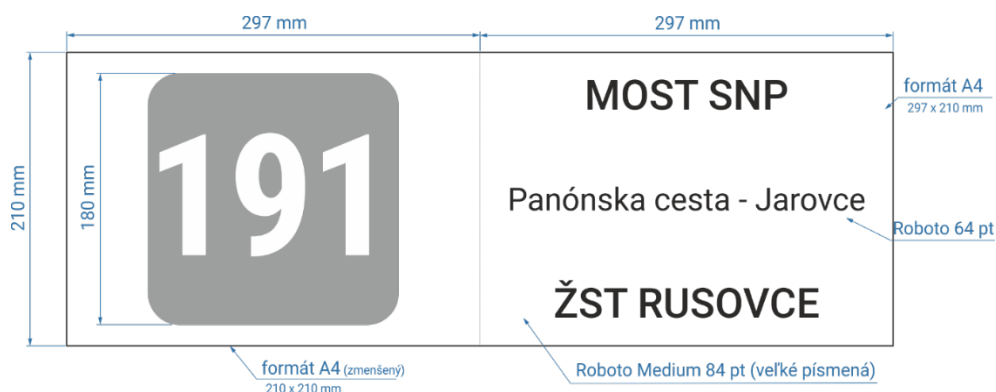 297 mm
297 mm
210 mm
180 mm
191
MOST SNP
Panónska cesta - Jarovce
ŽST RUSOVCE
formát A4
297 x 210 mm
Roboto 64 pt
formát A4 (zmenšený)
210 x 210 mm
Roboto Medium 84 pt (veľké písmená)